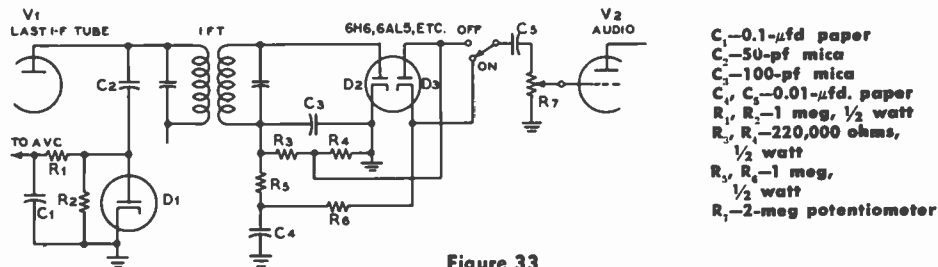 V1
LAST I-F TUBE
1 FT
6H6,6AL5,ETC.
OFF
ON
C5
V2
AUDIO
C2
D2
D3
R7
C3
TO AVC
R1
R3
R4
R2
D1
R5
C1
R6
C4
C1—0.1-µfd paper
C2—50-pf mica
C3—100-pf mica
C4, C5—0.01-µfd. paper
R1, R2—1 meg, ½ watt
R3, R4—220,000 ohms,
½ watt
R5, R6—1 meg,
½ watt
R7—2-meg potentiometer
Figure 33